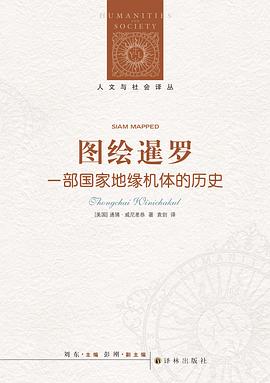 HUMANITIES
AND
SOCIETY
人文与社会译丛
SIAM MAPPED
图绘暹罗
一部国家地缘机体的历史
Thongchai Winichakul
[美国] 通猜·威尼差恭 著 袁剑 译
刘东·主编 彭刚·副主编
译林出版社